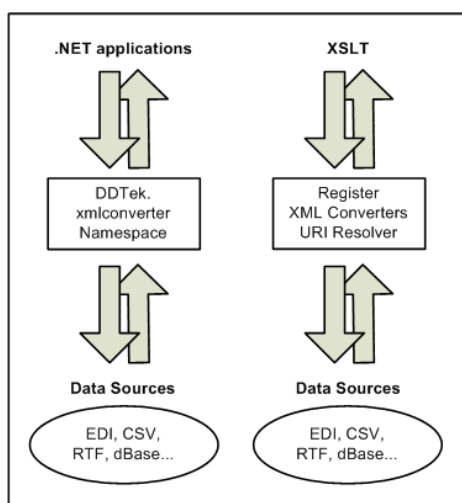 .NET applications
XSLT
DDTek.
xmlconverter
Namespace
Register
XML Converters
URI Resolver
Data Sources
Data Sources
EDI, CSV,
RTF, dBase...
EDI, CSV,
RTF, dBase...